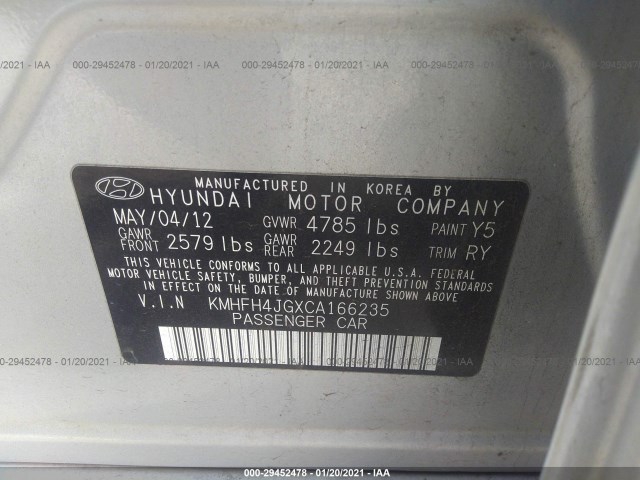 000-29452478 - 01/20/2021 - IAA
MANUFACTURED IN KOREA BY
HYUNDAI MOTOR COMPANY
MAY/04/12 GVWR 4785 lbs PAINT Y5
GAWR FRONT 2579 lbs GAWR REAR 2249 lbs TRIM RY
THIS VEHICLE CONFORMS TO ALL APPLICABLE U.S.A. FEDERAL
MOTOR VEHICLE SAFETY, BUMPER, AND THEFT PREVENTION STANDARDS
IN EFFECT ON THE DATE OF MANUFACTURE SHOWN ABOVE.
V.I.N KMHFH4JGXCA166235
PASSENGER CAR
000-29452478 - 01/20/2021 - IAA